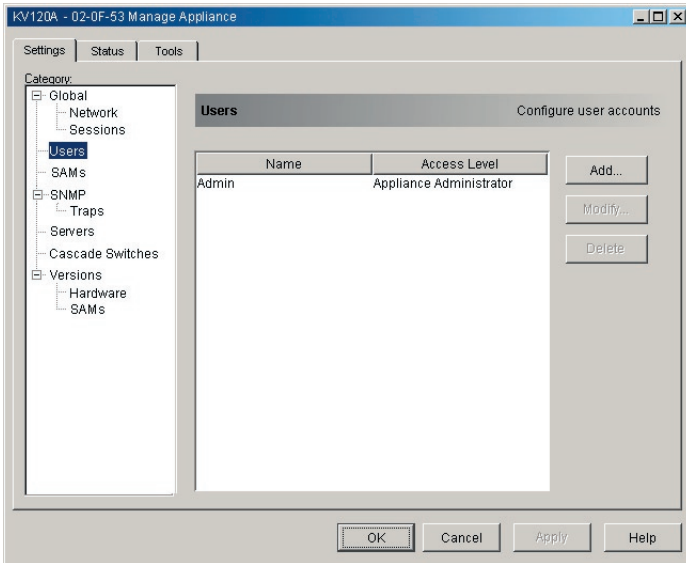 KV120A - 02-0F-53 Manage Appliance
Settings Status Tools
Category:
Global
Network
Sessions
Users
SAMs
SNMP
Traps
Servers
Cascade Switches
Versions
Hardware
SAMs
Users Configure user accounts
Name Access Level
Admin Appliance Administrator
Add...
Modify...
Delete
OK Cancel Apply Help